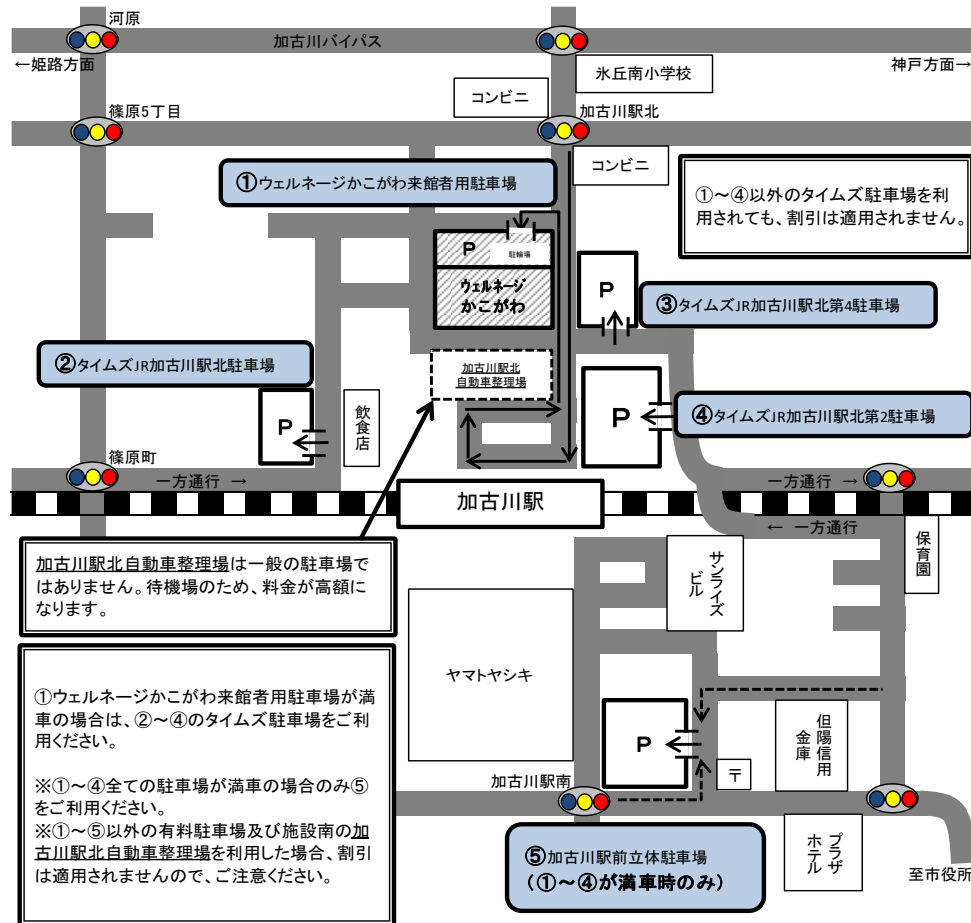 河原
加古川バイパス
←姫路方面
神戸方面→
氷丘南小学校
コンビニ
篠原5丁目
加古川駅北
コンビニ
①ウェルネージかこがわ来館者用駐車場
①～④以外のタイムズ駐車場を利
用されても、割引は適用されません。
P
駐輪場
ウェルネージ
かこがわ
P
③タイムズJR加古川駅北第4駐車場
②タイムズJR加古川駅北駐車場
加古川駅北
自動車整理場
P
飲食店
P
④タイムズJR加古川駅北第2駐車場
篠原町
一方通行 →
加古川駅
一方通行 →
← 一方通行
加古川駅北自動車整理場は一般の駐車場で
はありません。待機場のため、料金が高額に
なります。
サンライズ
ビル
保育園
ヤマトヤシキ
①ウェルネージかこがわ来館者用駐車場が満
車の場合は、②～④のタイムズ駐車場をご利
用ください。
※①～④全ての駐車場が満車の場合のみ⑤
をご利用ください。
※①～⑤以外の有料駐車場及び施設南の加
古川駅北自動車整理場を利用した場合、割引
は適用されませんので、ご注意ください。
P
但陽信用
金庫
〒
加古川駅南
プラザ
ホテル
⑤加古川駅前立体駐車場
(①～④が満車時のみ)
至市役所